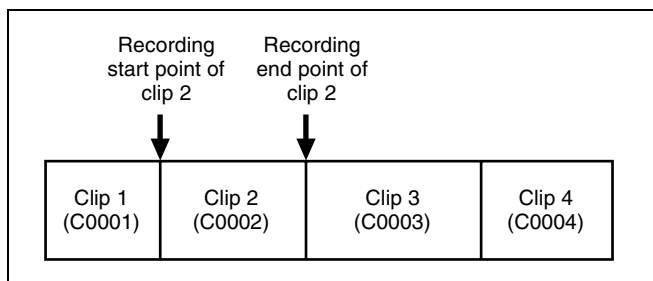 Recording
start point of
clip 2
Recording
end point of
clip 2
Clip 1
(C0001)
Clip 2
(C0002)
Clip 3
(C0003)
Clip 4
(C0004)